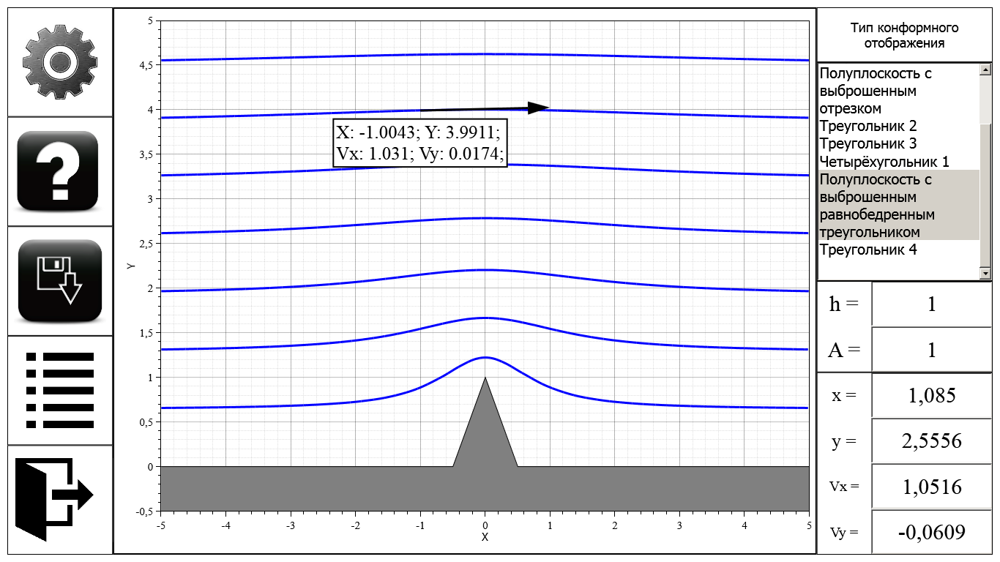 5
4,5
4
3,5
3
2,5
2
1,5
1
0,5
0
-0,5
Y
-5
-4
-3
-2
-1
0
1
2
3
4
5
X
X: -1.0043; Y: 3.9911;
Vx: 1.031; Vy: 0.0174;
Тип конформного
отображения
Полуплоскость с
выброшенным
отрезком
Треугольник 2
Треугольник 3
Четырёхугольник 1
Полуплоскость с
выброшенным
равнобедренным
треугольником
Треугольник 4
h = 1
A = 1
x = 1,085
y = 2,5556
Vx = 1,0516
Vy = -0,0609